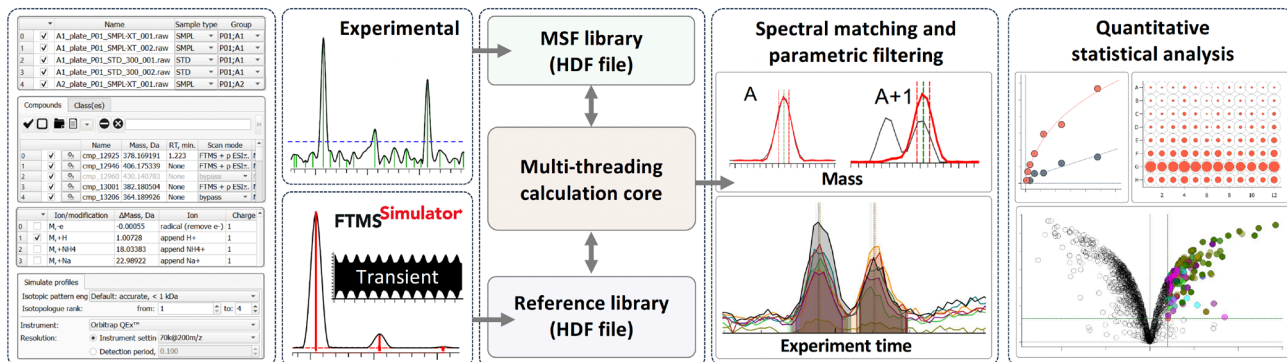 Name Sample type Group
0 A1_plate_P01_SMPL-XT_001.raw SMPL P01;A1
1 A1_plate_P01_SMPL-XT_002.raw SMPL P01;A1
2 A1_plate_P01_STD_300_001.raw STD P01;A1
3 A1_plate_P01_STD_300_002.raw STD P01;A1
4 A2_plate_P01_SMPL-XT_001.raw SMPL P01;A2
Compounds Class(es)
Name Mass, Da RT, min. Scan mode
0 cmp_12925 378.169191 1.223 FTMS + p ESI:.
1 cmp_12946 406.175339 None FTMS + p ESI:.
2 cmp_12960 430.140783 None bypass
3 cmp_13001 382.180504 None FTMS + p ESI:.
4 cmp_13206 364.189926 None bypass
Ion/modification ΔMass, Da Ion Charge
0 M,-e -0.00055 radical (remove e-) 1
1 M,+H 1.00728 append H+ 1
2 M,+NH4 18.03383 append NH4+ 1
3 M,+Na 22.98922 append Na+ 1
Simulate profiles
Isotopic pattern eng Default: accurate, < 1 kDa
Isotopologue rank: from: 1 to: 4
Instrument: Orbitrap QEx™
Resolution: Instrument settin 70k@200m/z
Detection period, 0.100
Experimental
FTMS Simulator
Transient
MSF library
(HDF file)
Multi-threading
calculation core
Reference library
(HDF file)
Spectral matching and
parametric filtering
A A+1
Mass
Experiment time
Quantitative
statistical analysis
A
B
C
D
E
F
G
H
2 4 6 8 10 12